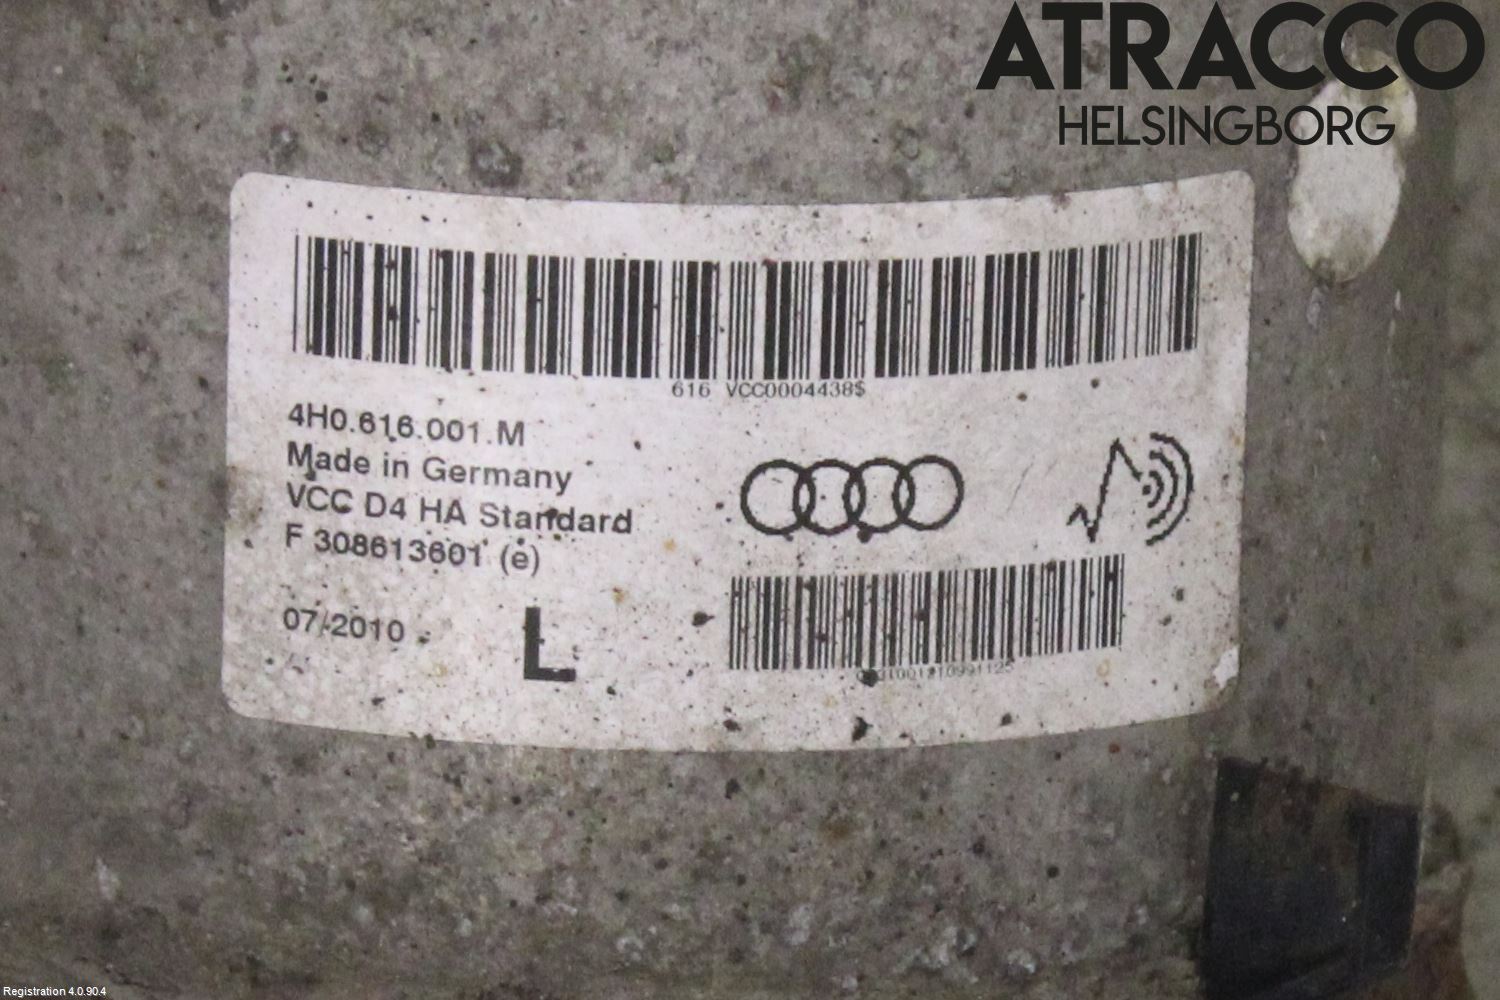 ATRACCO
HELSINGBORG
616 VCC0004438$
4H0.616.001.M
Made in Germany
VCC D4 HA Standard
F 308613601 (e)
07/2010
L
Registration 4.0.90.4